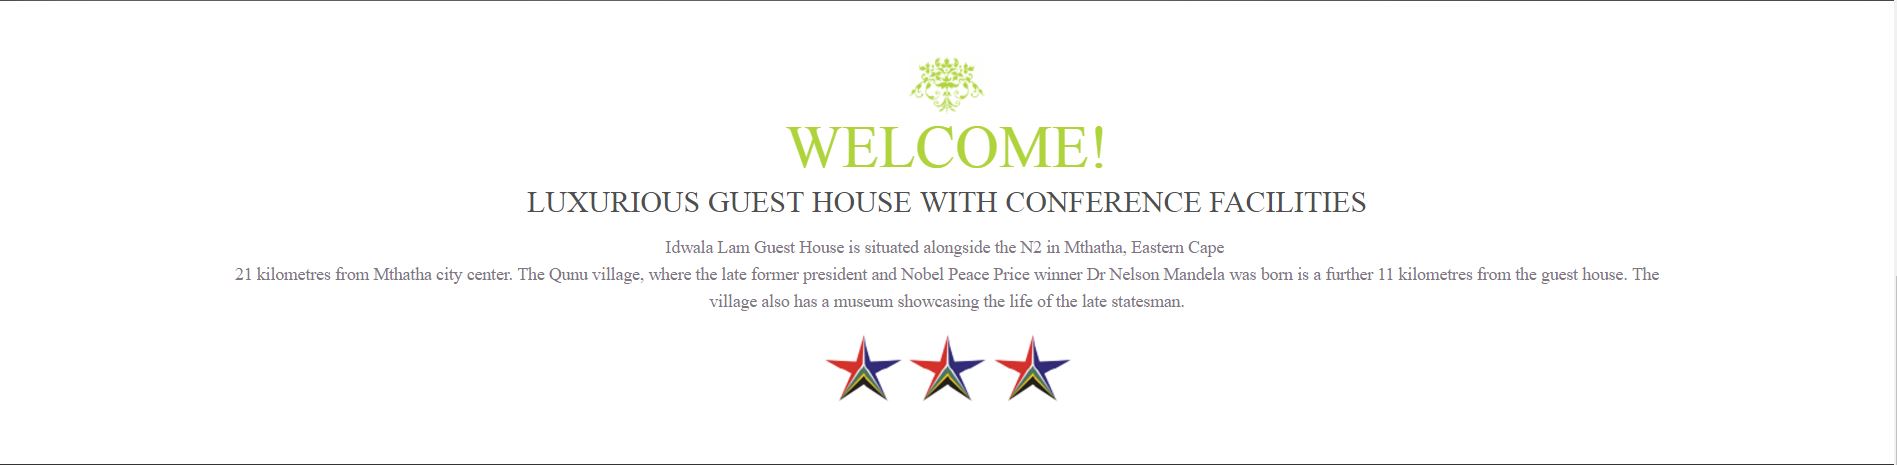 WELCOME!
LUXURIOUS GUEST HOUSE WITH CONFERENCE FACILITIES
Idwala Lam Guest House is situated alongside the N2 in Mthatha, Eastern Cape
21 kilometres from Mthatha city center. The Qunu village, where the late former president and Nobel Peace Price winner Dr Nelson Mandela was born is a further 11 kilometres from the guest house. The
village also has a museum showcasing the life of the late statesman.